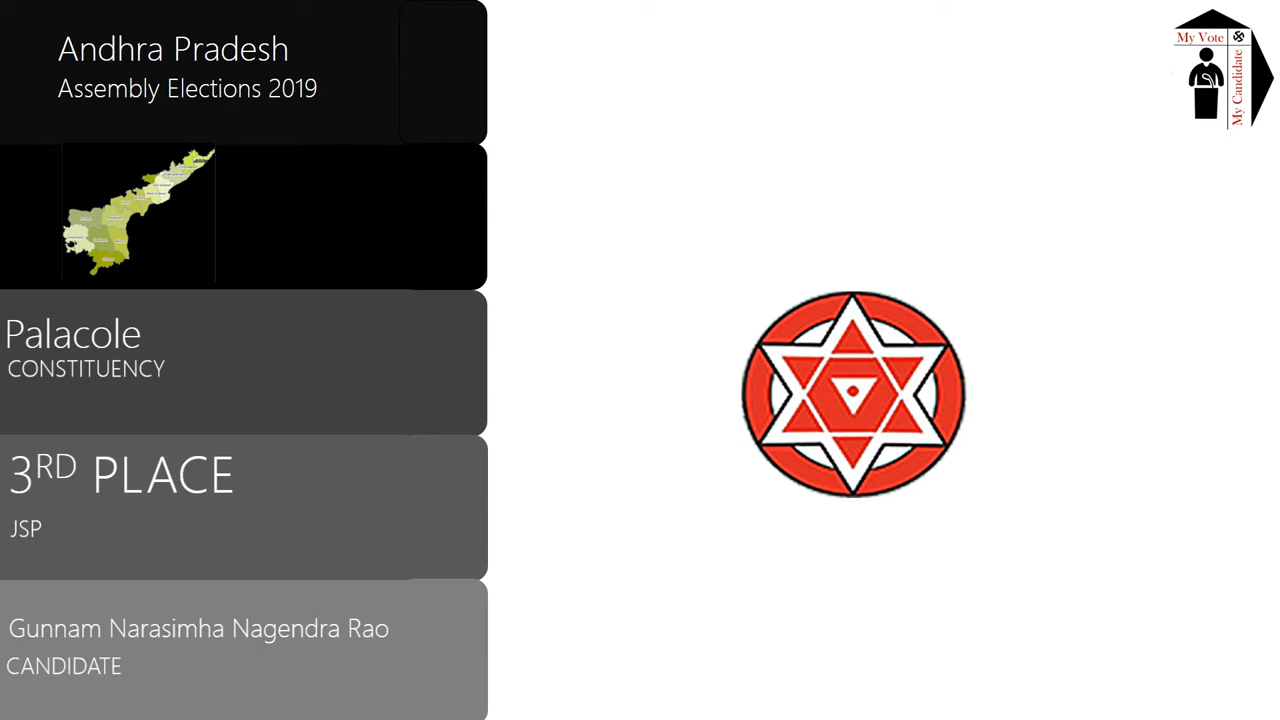 Andhra Pradesh
Assembly Elections 2019
My Vote
My Candidate
Palacole
CONSTITUENCY
3RD PLACE
JSP
Gunnam Narasimha Nagendra Rao
CANDIDATE